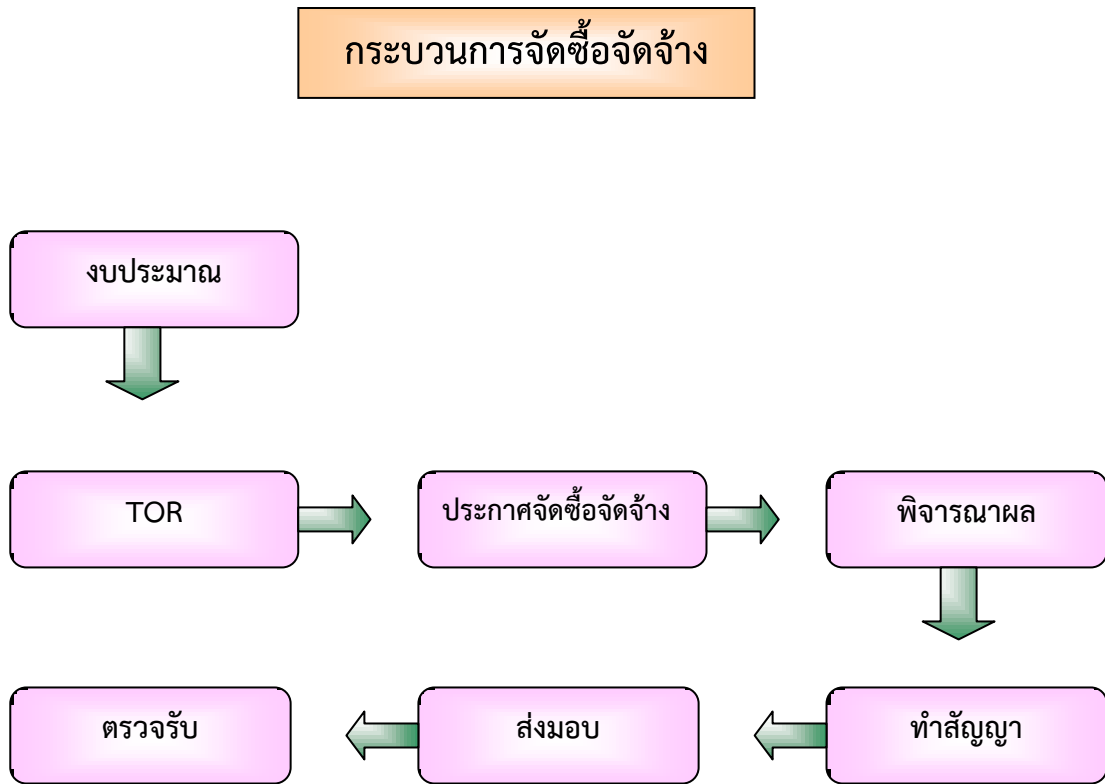 กระบวนการจัดซื้อจัดจ้าง
งบประมาณ
TOR
ประกาศจัดซื้อจัดจ้าง
พิจารณาผล
ทำสัญญา
ส่งมอบ
ตรวจรับ